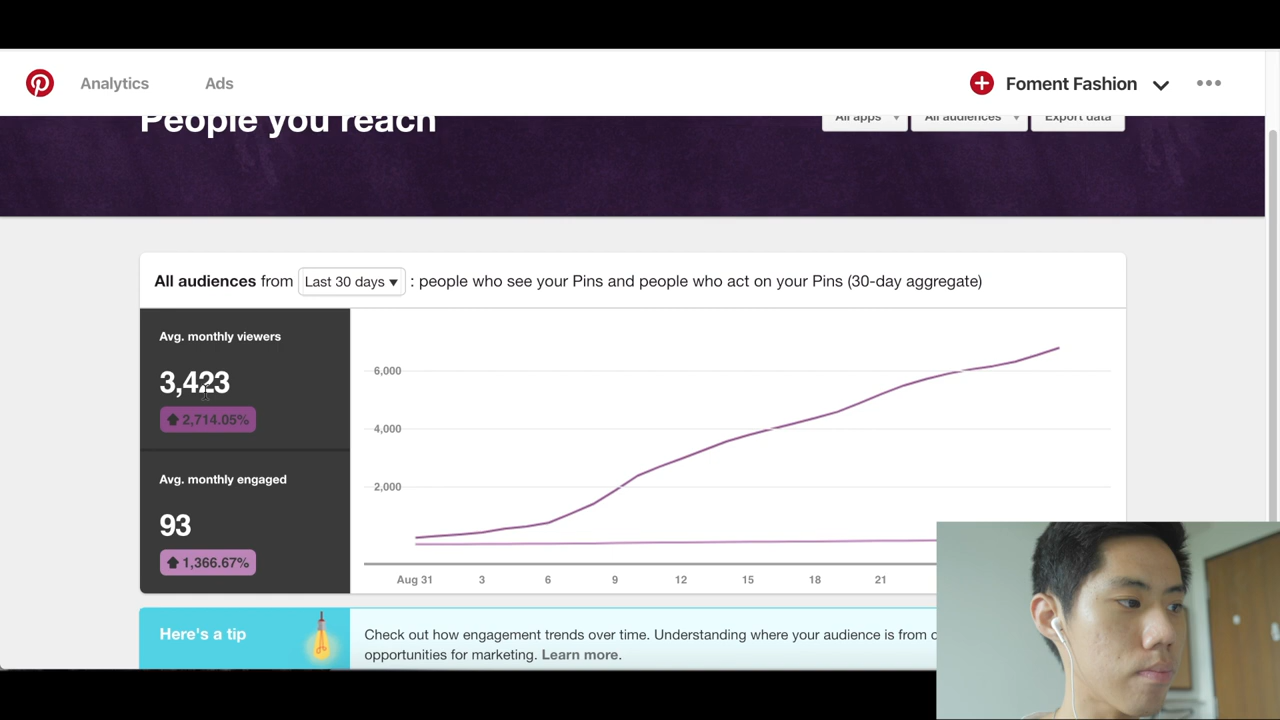 Analytics
Ads
Foment Fashion
People you reach
All apps
All audiences
Export data
All audiences from Last 30 days ▾ : people who see your Pins and people who act on your Pins (30-day aggregate)
Avg. monthly viewers
3,423
2,714.05%
Avg. monthly engaged
93
1,366.67%
6,000
4,000
2,000
Aug 31 3 6 9 12 15 18 21
Here's a tip
Check out how engagement trends over time. Understanding where your audience is from
opportunities for marketing. Learn more.